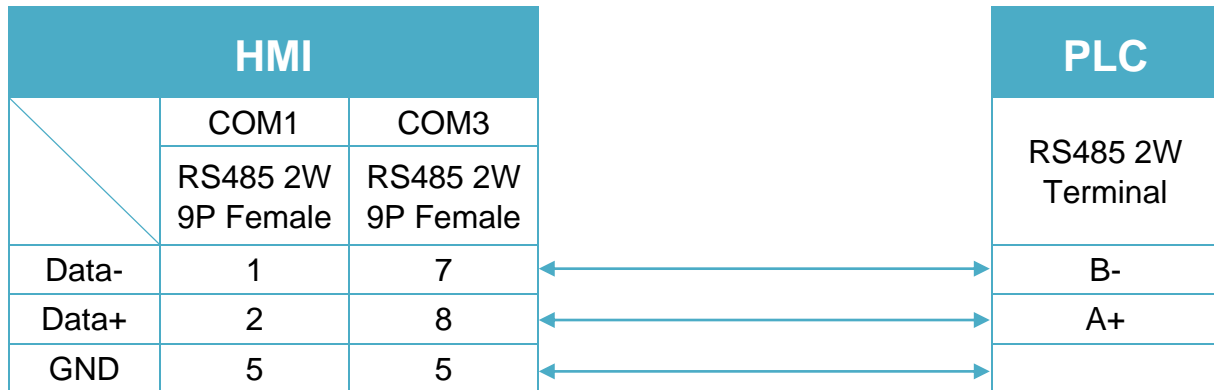 HMI PLC
COM1 COM3
RS485 2W
9P Female
RS485 2W
9P Female
RS485 2W
Terminal
Data- 1 7 B-
Data+ 2 8 A+
GND 5 5